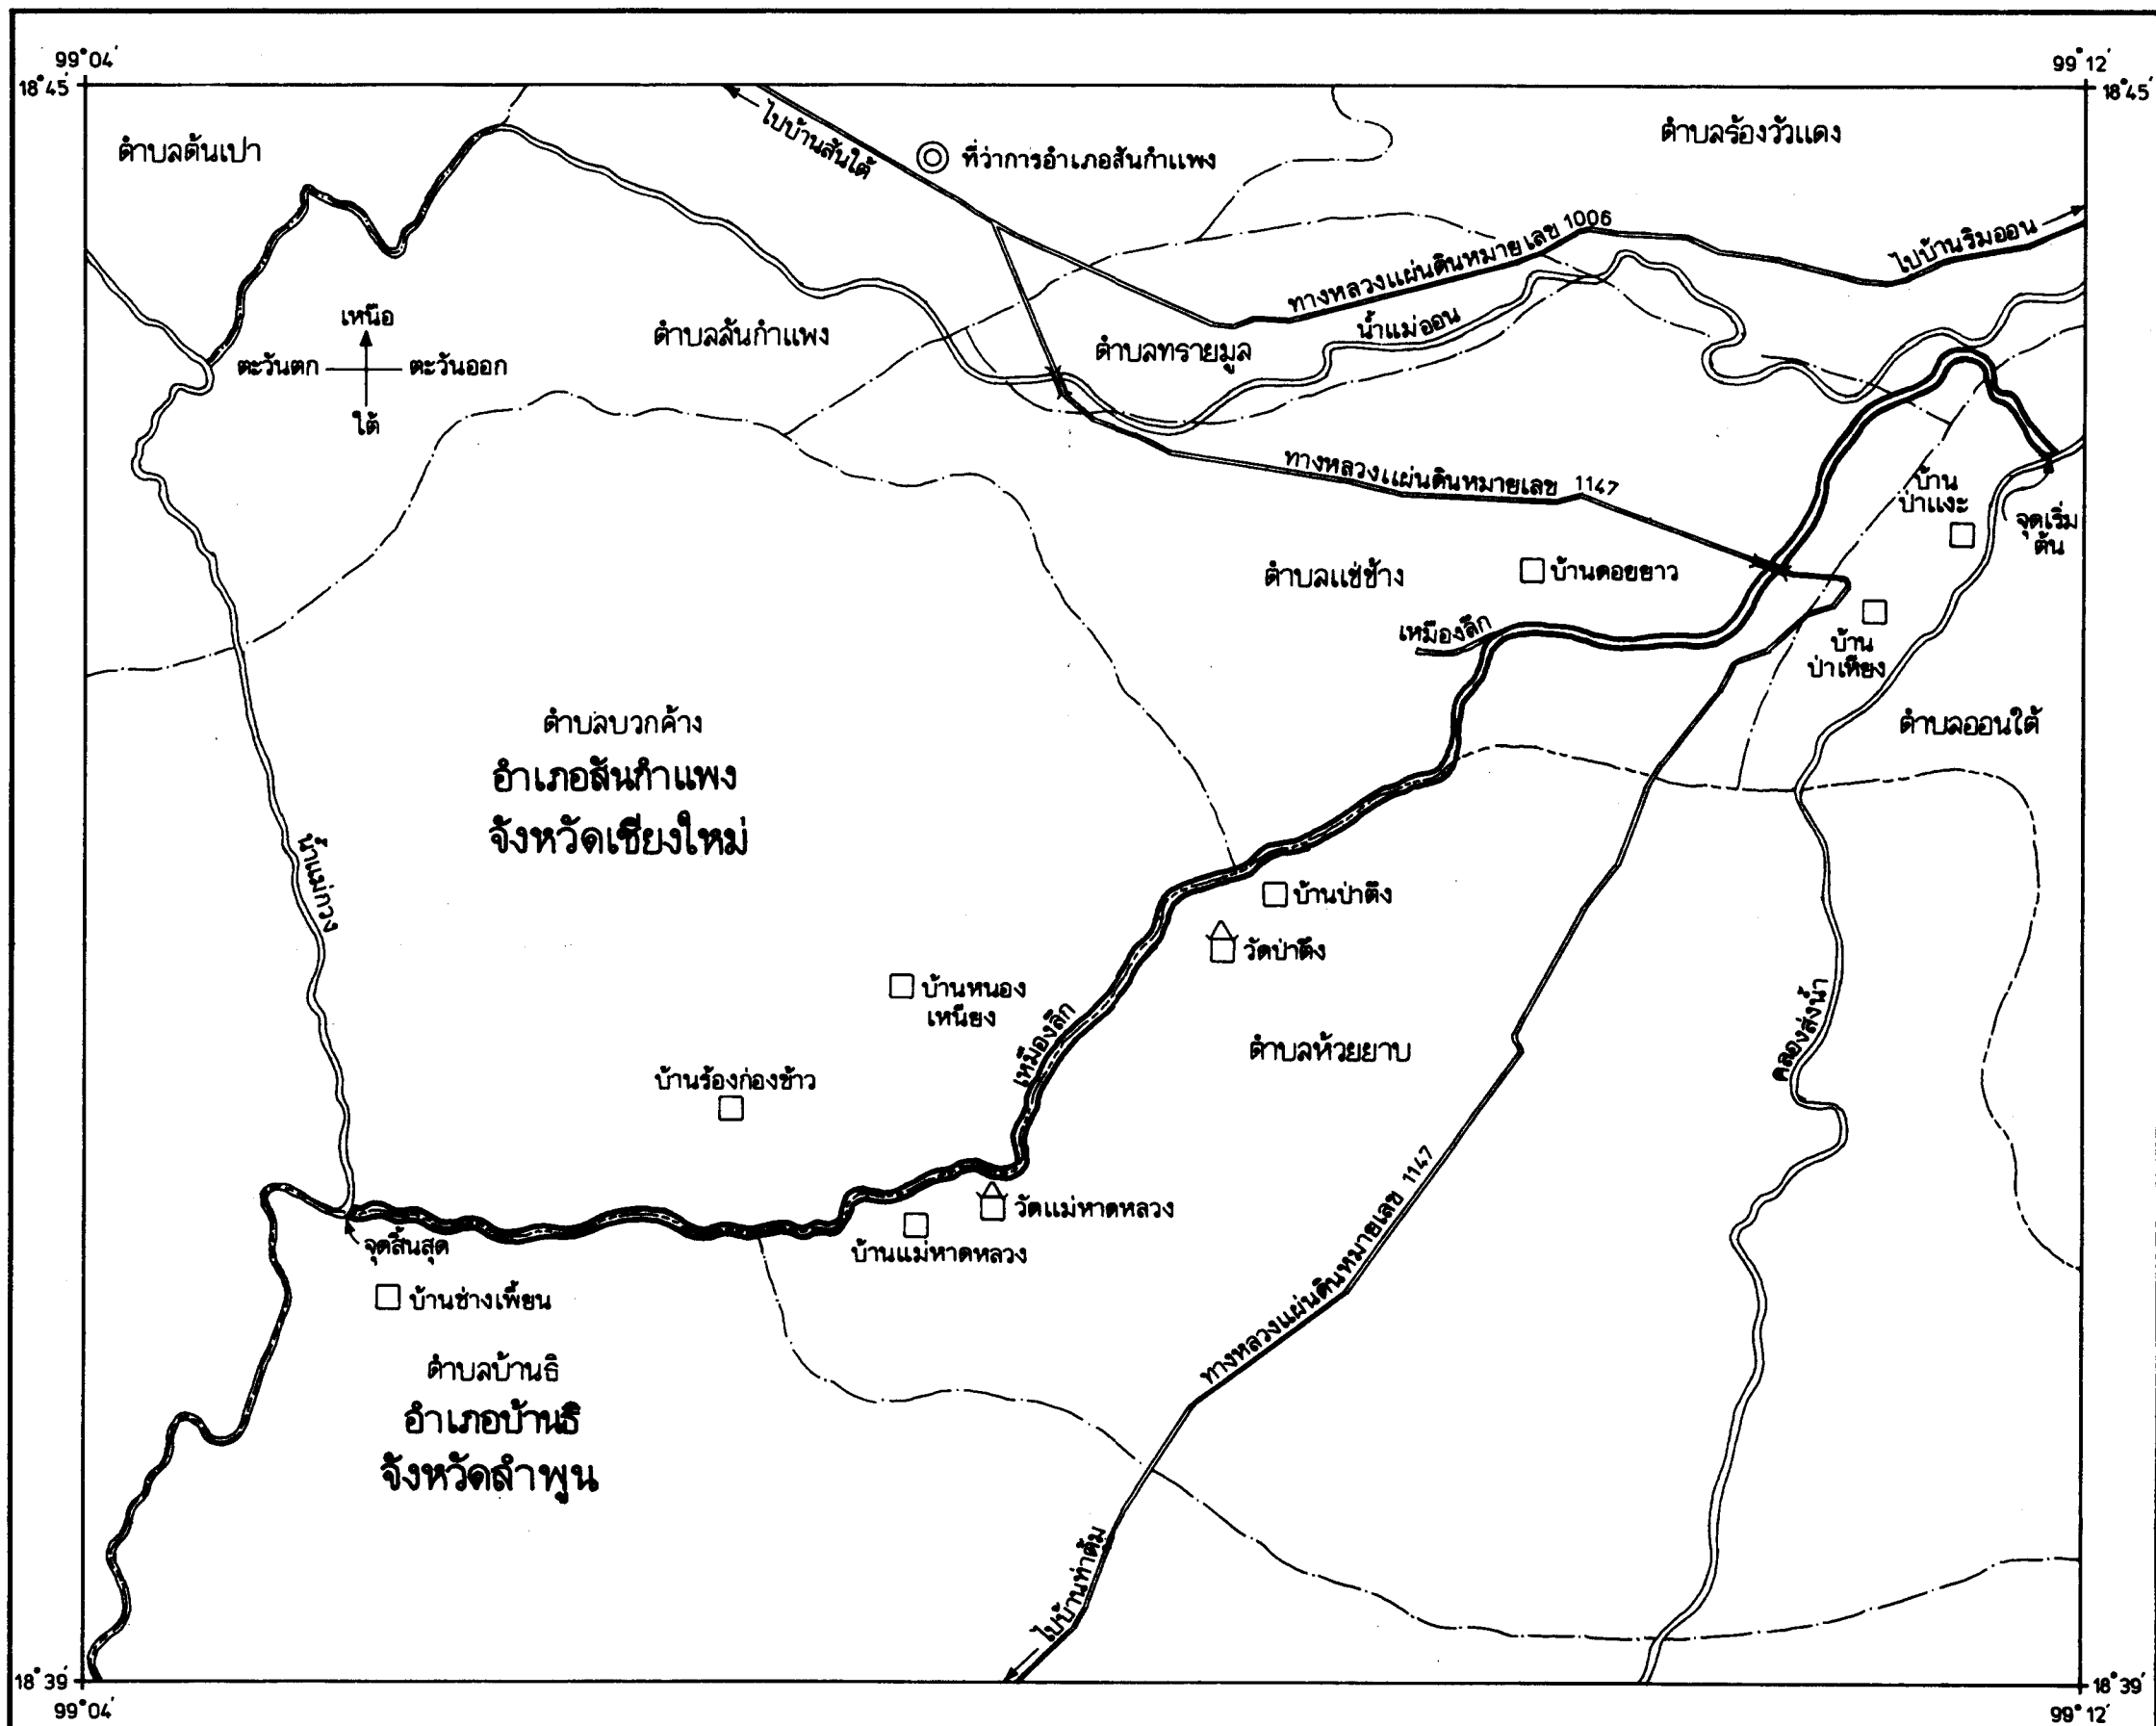 99°04′
99°12′
18°45′
18°45′
ตำบลต้นเปา
ไปบ้านสันใต้
ที่ว่าการอำเภอสันกำแพง
ตำบลร้องวัวแดง
ทางหลวงแผ่นดินหมายเลข 1006
ไปบ้านริมออน
เหนือ
ตะวันตก
ตะวันออก
ใต้
ตำบลสันกำแพง
ตำบลทรายมูล
น้ำแม่ออน
ทางหลวงแผ่นดินหมายเลข 1147
บ้าน
ป่าแงะ
จุดเริ่ม
ต้น
ตำบลแช่ช้าง
บ้านดอยยาว
เหมืองลึก
บ้าน
ป่าเหียง
ตำบลออนใต้
ตำบลบวกค้าง
อำเภอสันกำแพง
จังหวัดเชียงใหม่
น้ำแม่กวง
บ้านป่าตึง
วัดป่าตึง
บ้านหนอง
เหนียง
เหมืองลึก
ตำบลห้วยยาบ
คลองส่งน้ำ
บ้านร้องก่องข้าว
วัดแม่หาดหลวง
บ้านแม่หาดหลวง
จุดสิ้นสุด
บ้านช่างเพี้ยน
ทางหลวงแผ่นดินหมายเลข 1147
ตำบลบ้านธิ
อำเภอบ้านธิ
จังหวัดลำพูน
ไปบ้านท่าต้ม
18°39′
18°39′
99°04′
99°12′